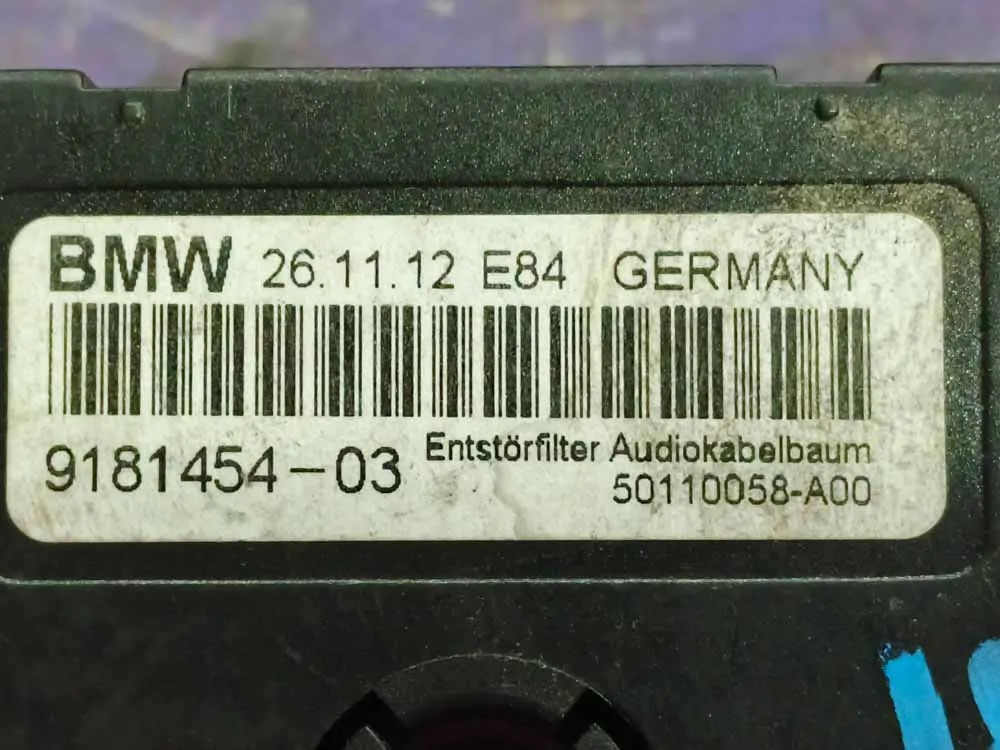 BMW 26.11.12 E84 GERMANY
9181454-03 Entstörfilter Audiokabelbaum
50110058-A00